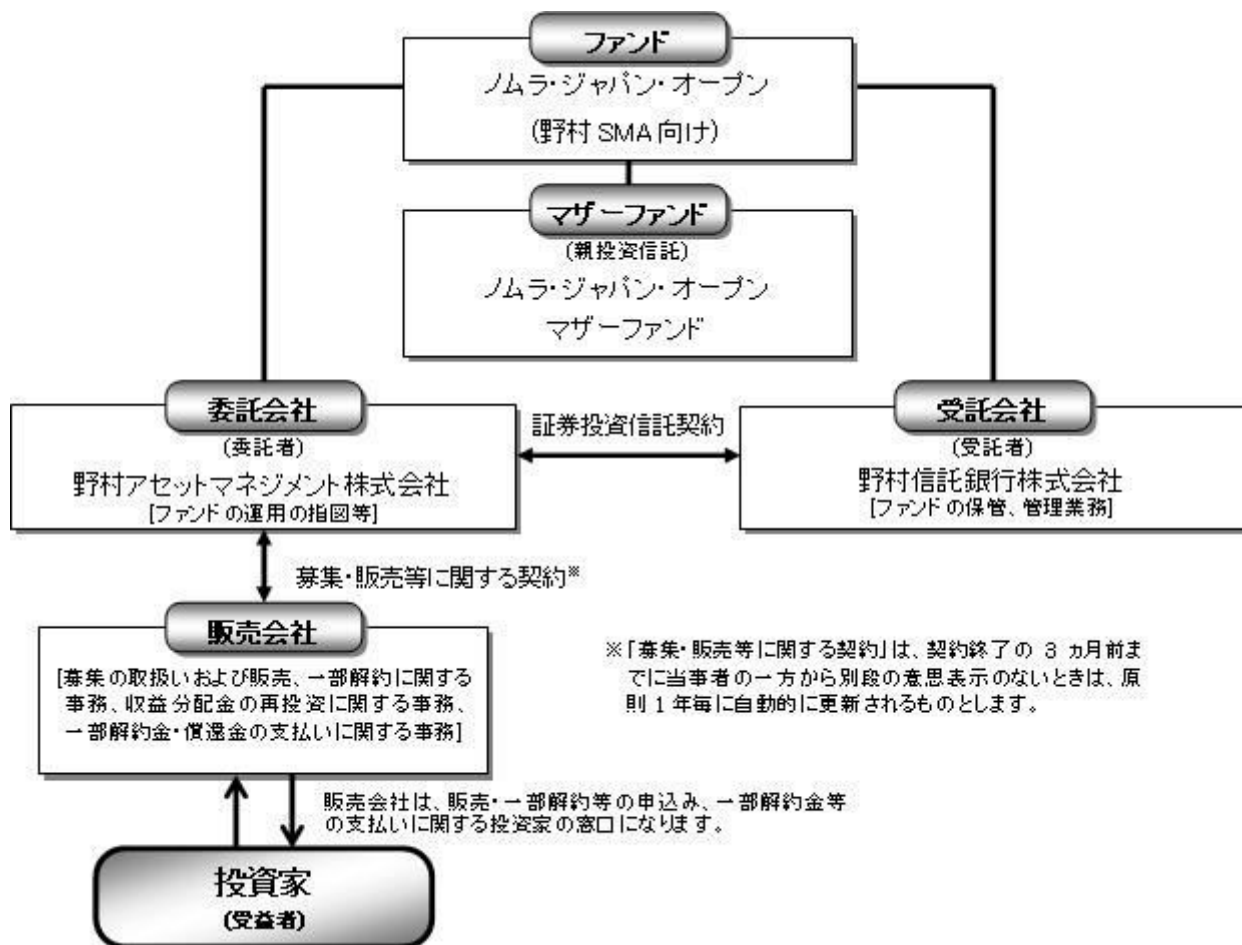 ファンド
ノムラ・ジャパン・オープン
(野村 SMA 向け)
マザーファンド
(親投資信託)
ノムラ・ジャパン・オープン
マザーファンド
委託会社
(委託者)
野村アセットマネジメント株式会社
[ファンドの運用の指図等]
証券投資信託契約
受託会社
(受託者)
野村信託銀行株式会社
[ファンドの保管、管理業務]
募集・販売等に関する契約※
販売会社
[募集の取扱いおよび販売、一部解約に関する
事務、収益分配金の再投資に関する事務、
一部解約金・償還金の支払いに関する事務]
※「募集・販売等に関する契約」は、契約終了の 3 ヵ月前ま
でに当事者の一方から別段の意思表示のないときは、原
則 1 年毎に自動的に更新されるものとします。
販売会社は、販売・一部解約等の申込み、一部解約金等
の支払いに関する投資家の窓口になります。
投資家
(受益者)